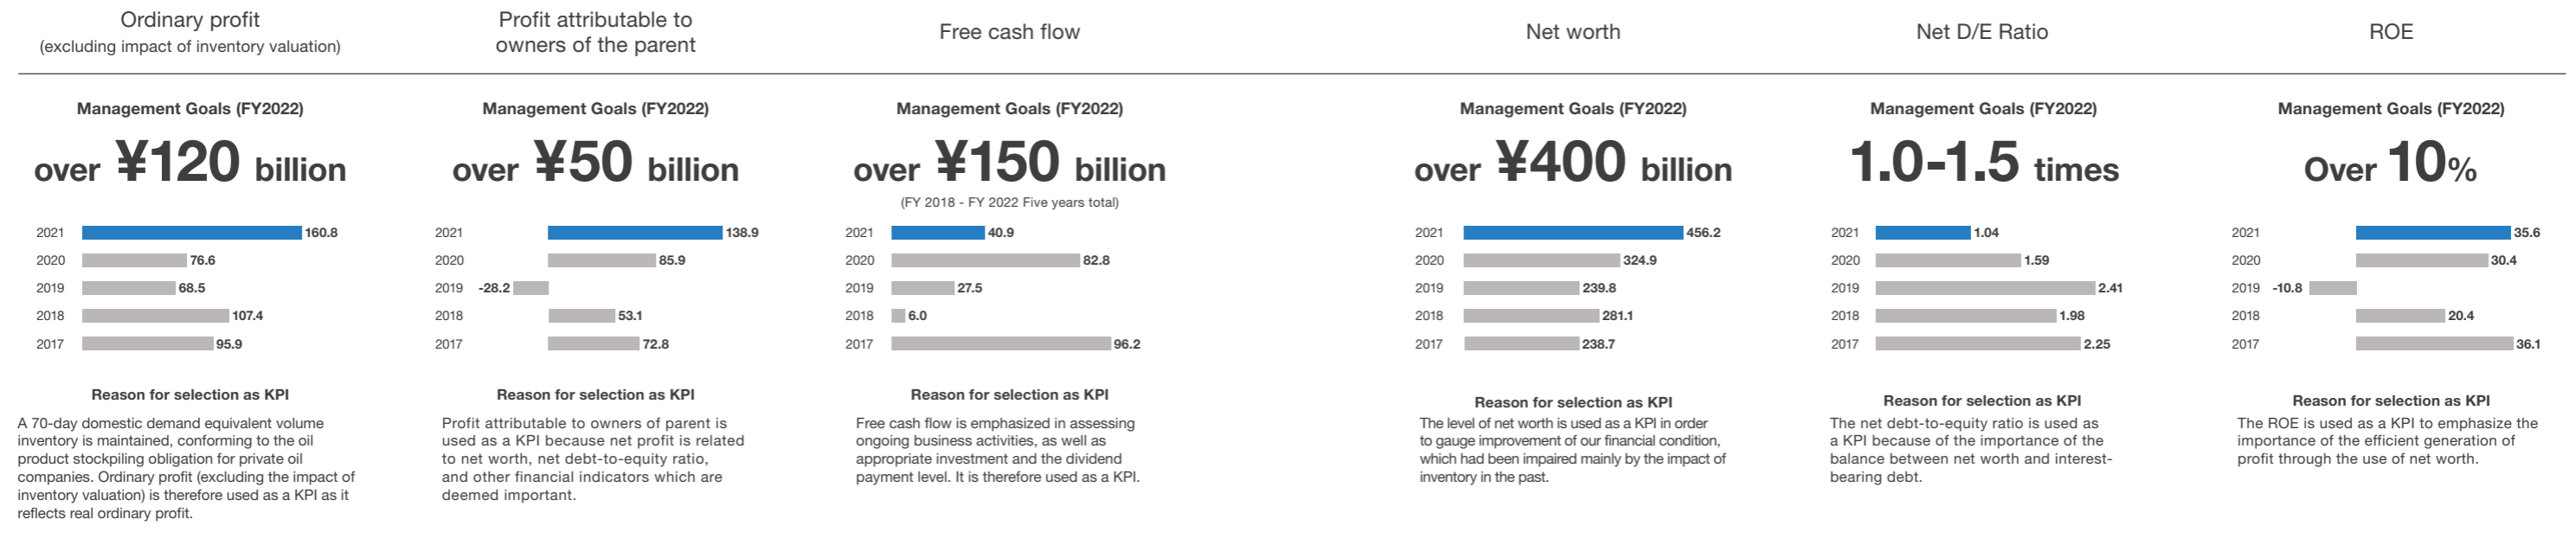 Ordinary profit
(excluding impact of inventory valuation)
Management Goals (FY2022)
over ¥120 billion
2021 160.8
2020 76.6
2019 68.5
2018 107.4
2017 95.9
Reason for selection as KPI
A 70-day domestic demand equivalent volume
inventory is maintained, conforming to the oil
product stockpiling obligation for private oil
companies. Ordinary profit (excluding the impact of
inventory valuation) is therefore used as a KPI as it
reflects real ordinary profit.
Profit attributable to
owners of the parent
Management Goals (FY2022)
over ¥50 billion
2021 138.9
2020 85.9
2019 -28.2
2018 53.1
2017 72.8
Reason for selection as KPI
Profit attributable to owners of parent is
used as a KPI because net profit is related
to net worth, net debt-to-equity ratio,
and other financial indicators which are
deemed important.
Free cash flow
Management Goals (FY2022)
over ¥150 billion
(FY 2018 - FY 2022 Five years total)
2021 40.9
2020 82.8
2019 27.5
2018 6.0
2017 96.2
Reason for selection as KPI
Free cash flow is emphasized in assessing
ongoing business activities, as well as
appropriate investment and the dividend
payment level. It is therefore used as a KPI.
Net worth
Management Goals (FY2022)
over ¥400 billion
2021 456.2
2020 324.9
2019 239.8
2018 281.1
2017 238.7
Reason for selection as KPI
The level of net worth is used as a KPI in order
to gauge improvement of our financial condition,
which had been impaired mainly by the impact of
inventory in the past.
Net D/E Ratio
Management Goals (FY2022)
1.0-1.5 times
2021 1.04
2020 1.59
2019 2.41
2018 1.98
2017 2.25
Reason for selection as KPI
The net debt-to-equity ratio is used as
a KPI because of the importance of the
balance between net worth and interest-
bearing debt.
ROE
Management Goals (FY2022)
Over 10%
2021 35.6
2020 30.4
2019 -10.8
2018 20.4
2017 36.1
Reason for selection as KPI
The ROE is used as a KPI to emphasize the
importance of the efficient generation of
profit through the use of net worth.